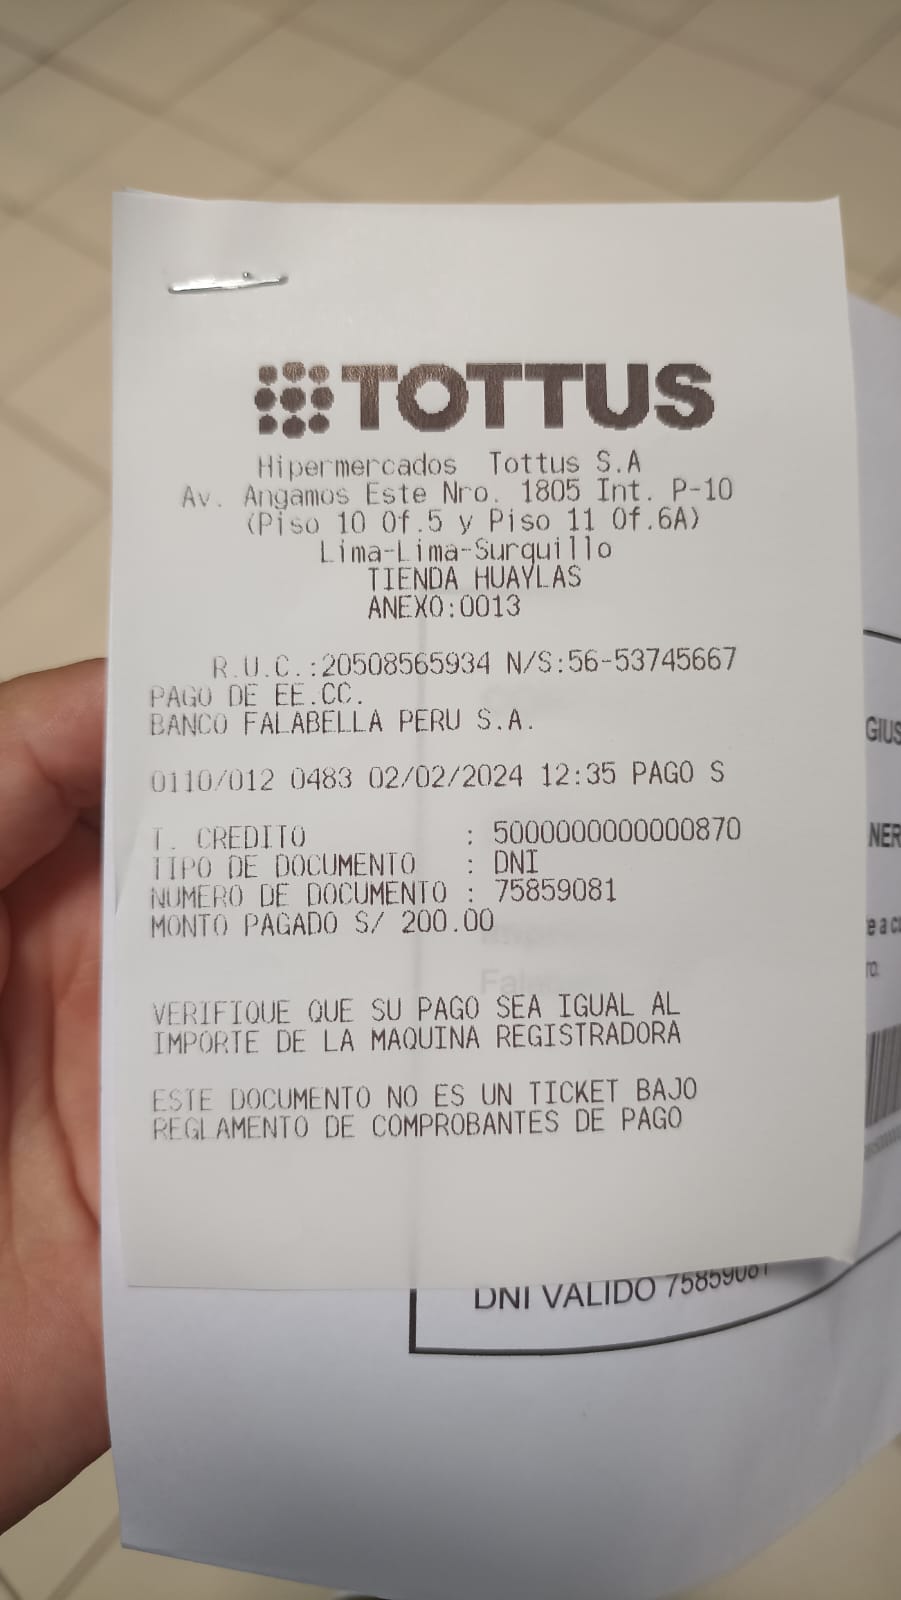 TOTTUS
Hipermercados Tottus S.A
Av. Angamos Este Nro. 1805 Int. P-10
(Piso 10 Of.5 y Piso 11 Of.6A)
Lima-Lima-Surquillo
TIENDA HUAYLAS
ANEXO:0013
R.U.C.:20508565934 N/S:56-53745667
PAGO DE EE.CC.
BANCO FALABELLA PERU S.A.
0110/012 0483 02/02/2024 12:35 PAGO S
T. CREDITO : 5000000000000870
TIPO DE DOCUMENTO : DNI
NUMERO DE DOCUMENTO : 75859081
MONTO PAGADO S/ 200.00
VERIFIQUE QUE SU PAGO SEA IGUAL AL
IMPORTE DE LA MAQUINA REGISTRADORA
ESTE DOCUMENTO NO ES UN TICKET BAJO
REGLAMENTO DE COMPROBANTES DE PAGO
DNI VALIDO 75859081